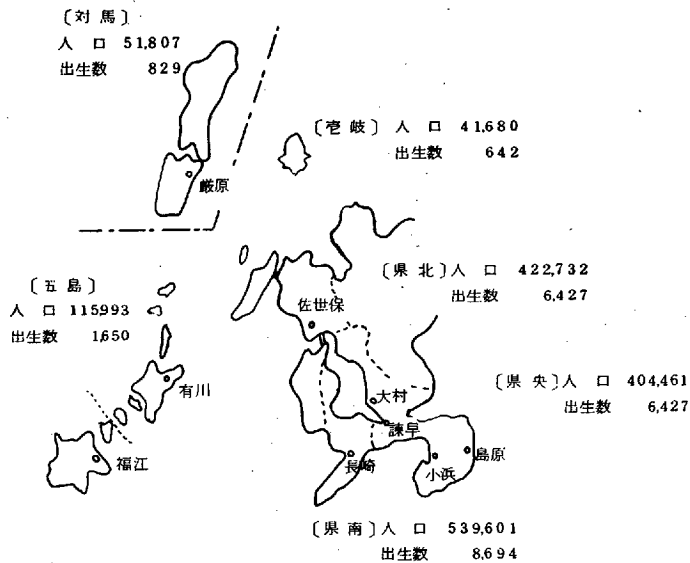 〔対馬〕
人口 51,807
出生数 829
厳原
〔壱岐〕人口 41,680
出生数 642
〔五島〕
人口 115993
出生数 1,650
有川
福江
〔県北〕人口 422,732
出生数 6,427
佐世保
〔県央〕人口 404,461
出生数 6,427
大村
諫早
長崎
小浜
島原
〔県南〕人口 539,601
出生数 8,694